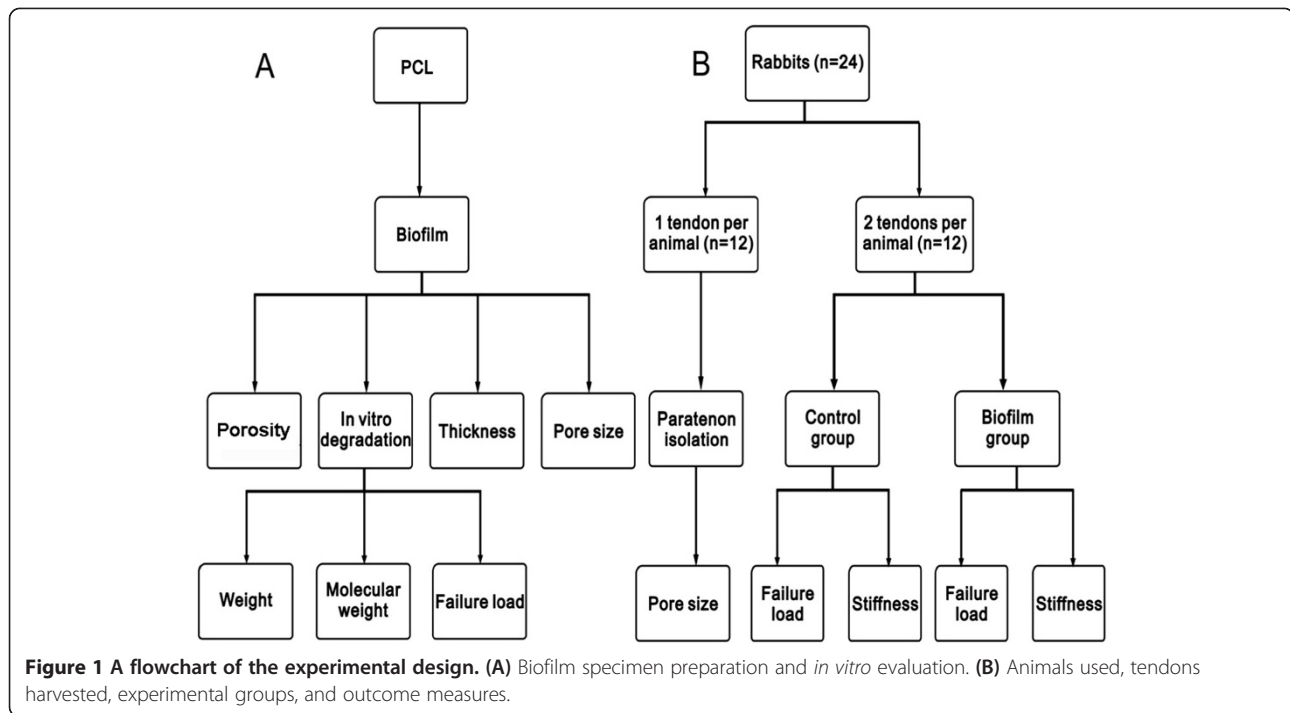 A
PCL
Biofilm
Porosity
In vitro
degradation
Thickness
Pore size
Weight
Molecular
weight
Failure load
B
Rabbits (n=24)
1 tendon per
animal (n=12)
2 tendons per
animal (n=12)
Paratenon
isolation
Control
group
Biofilm
group
Pore size
Failure
load
Stiffness
Failure
load
Stiffness
Figure 1 A flowchart of the experimental design. (A) Biofilm specimen preparation and in vitro evaluation. (B) Animals used, tendons
harvested, experimental groups, and outcome measures.